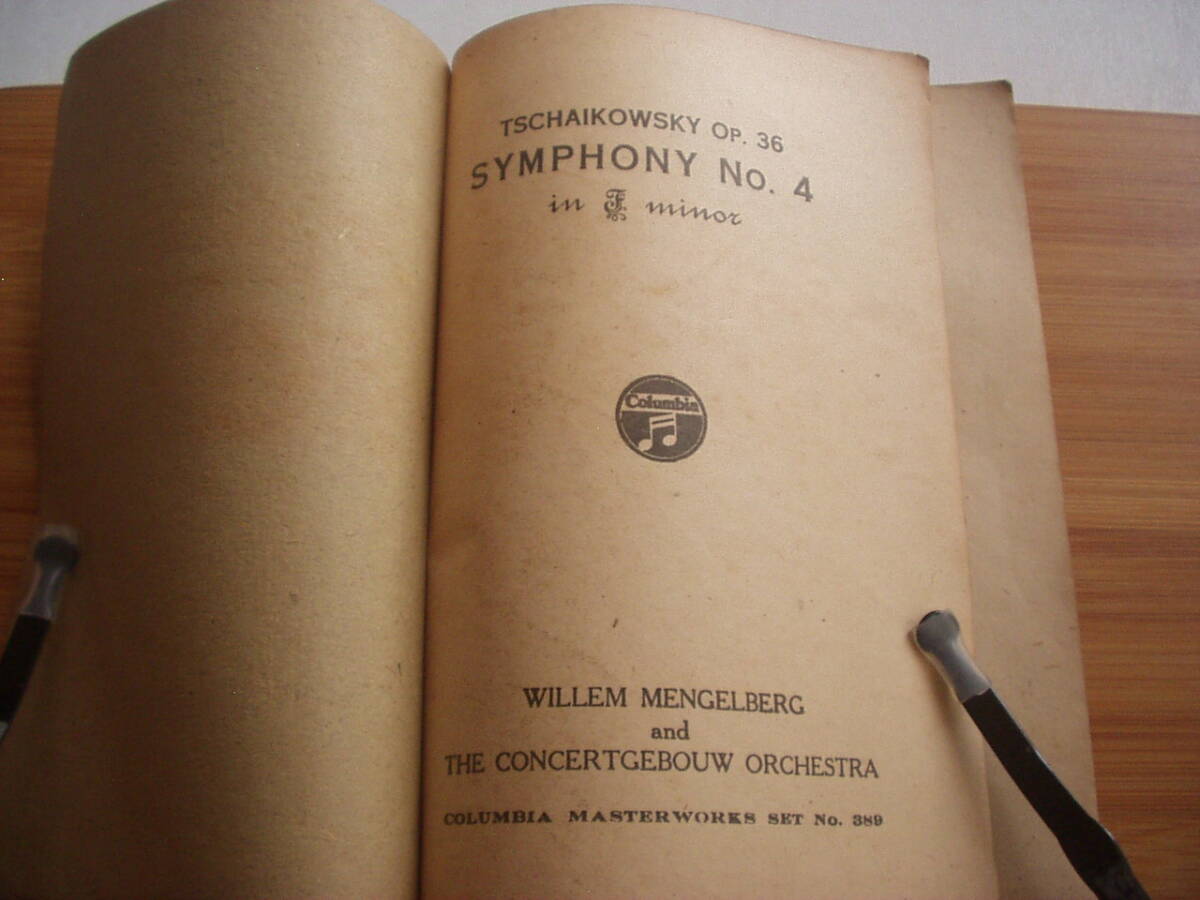 TSCHAIKOWSKY OP. 36
SYMPHONY No. 4
in F minor
Columbia
WILLEM MENGELBERG
and
THE CONCERTGEBOUW ORCHESTRA
COLUMBIA MASTERWORKS SET No. 389